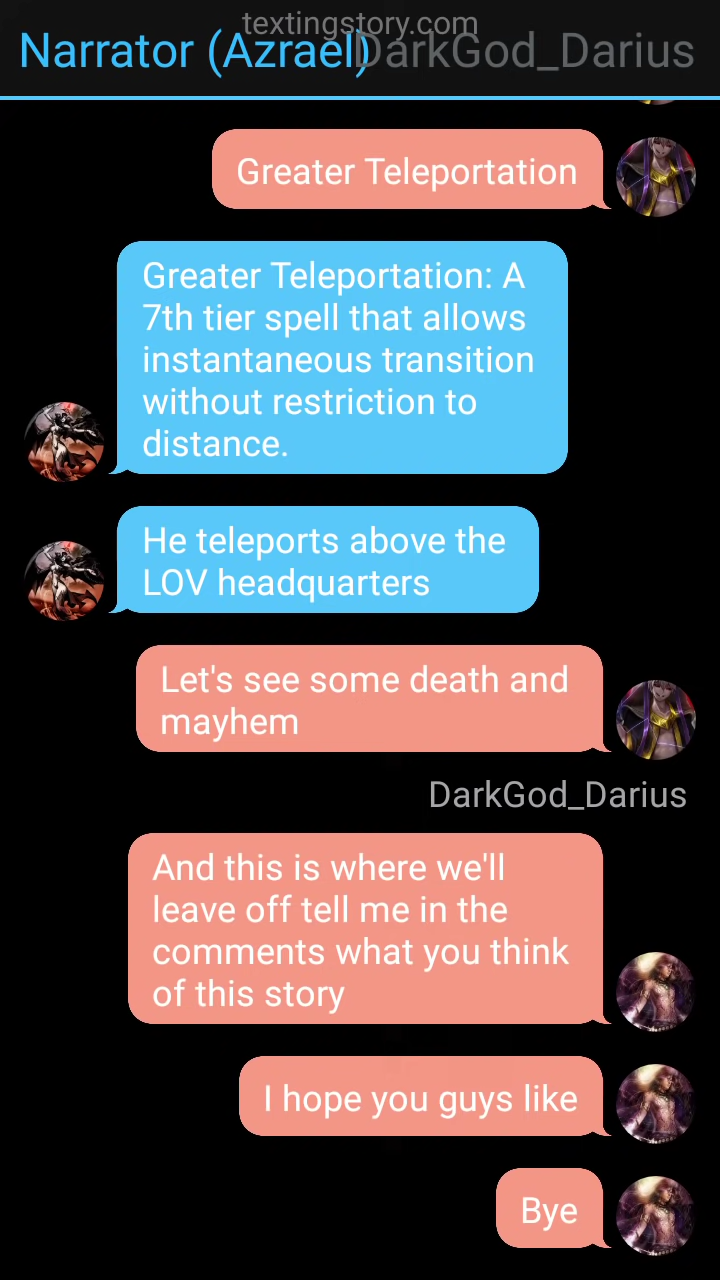 textingstory.com
Narrator (Azrael)
DarkGod_Darius
Greater Teleportation
Greater Teleportation: A
7th tier spell that allows
instantaneous transition
without restriction to
distance.
He teleports above the
LOV headquarters
Let's see some death and
mayhem
DarkGod_Darius
And this is where we'll
leave off tell me in the
comments what you think
of this story
I hope you guys like
Bye